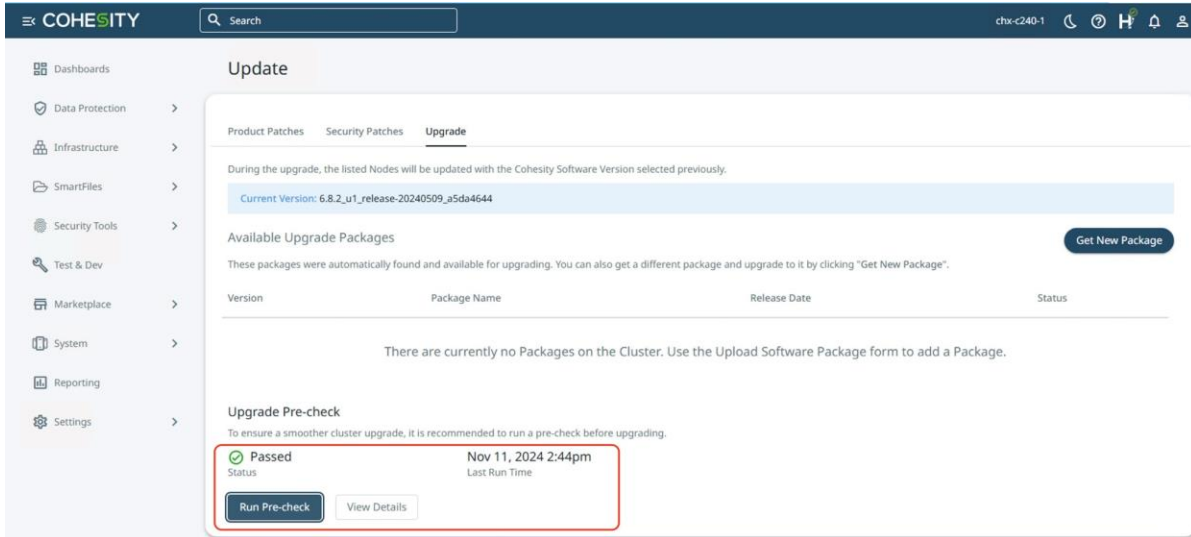 COHESITY
Search
chx-c240-1
Dashboards
Data Protection
Infrastructure
SmartFiles
Security Tools
Test & Dev
Marketplace
System
Reporting
Settings
Update
Product Patches Security Patches Upgrade
During the upgrade, the listed Nodes will be updated with the Cohesity Software Version selected previously.
Current Version: 6.8.2_u1_release-20240509_a5da4644
Available Upgrade Packages
Get New Package
These packages were automatically found and available for upgrading. You can also get a different package and upgrade to it by clicking "Get New Package".
Version Package Name Release Date Status
There are currently no Packages on the Cluster. Use the Upload Software Package form to add a Package.
Upgrade Pre-check
To ensure a smoother cluster upgrade, it is recommended to run a pre-check before upgrading.
Passed Nov 11, 2024 2:44pm
Status Last Run Time
Run Pre-check View Details